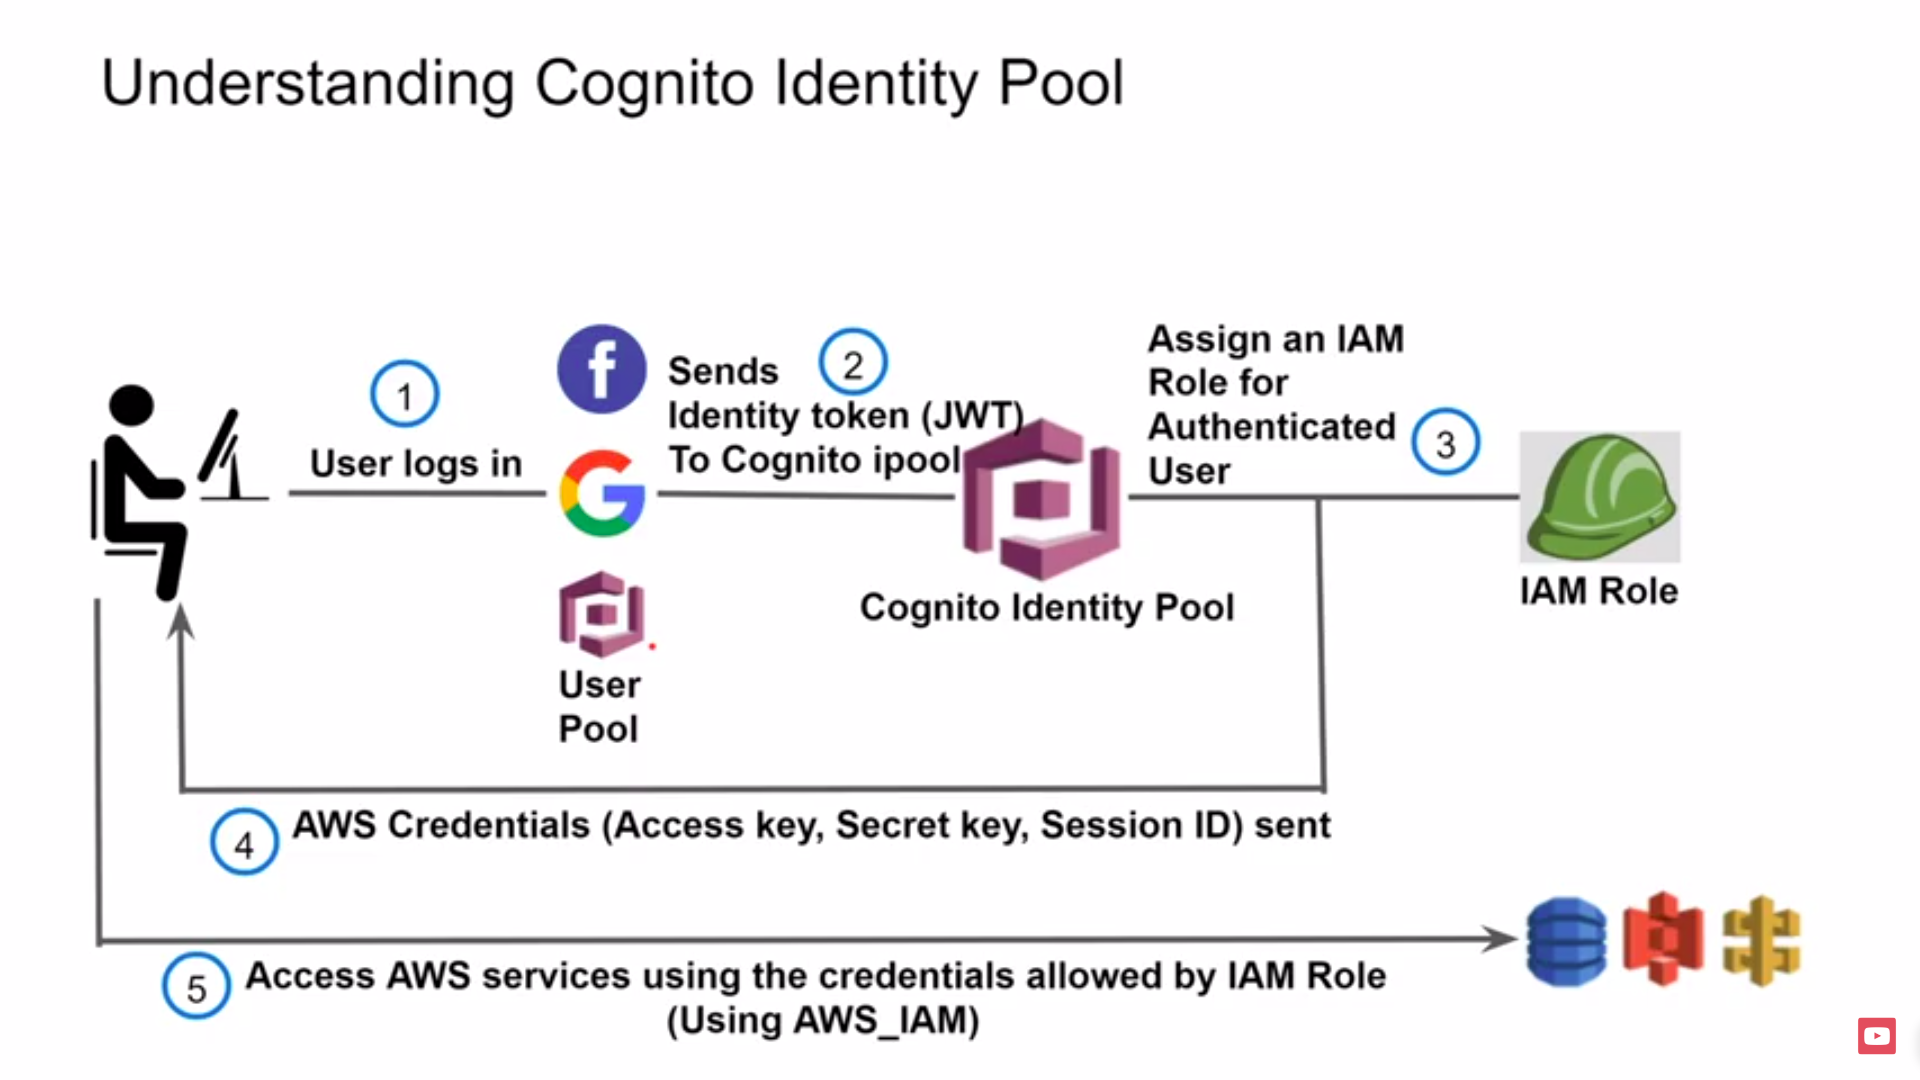 Understanding Cognito Identity Pool
1
User logs in
f
Sends
2
Identity token (JWT)
To Cognito ipool
Assign an IAM
Role for
Authenticated
User
3
Cognito Identity Pool
IAM Role
User
Pool
4
AWS Credentials (Access key, Secret key, Session ID) sent
5
Access AWS services using the credentials allowed by IAM Role
(Using AWS_IAM)